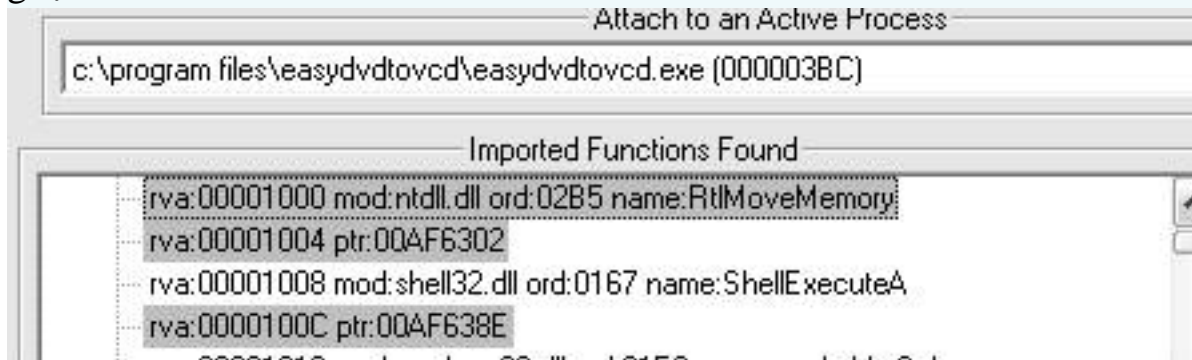 Attach to an Active Process
c:\program files\easydvdtovcd\easydvdtovcd.exe (000003BC)
Imported Functions Found
rva:00001000 mod:ntdll.dll ord:02B5 name:RtlMoveMemory
rva:00001004 ptr:00AF6302
rva:00001008 mod:shell32.dll ord:0167 name:ShellExecuteA
rva:0000100C ptr:00AF638E